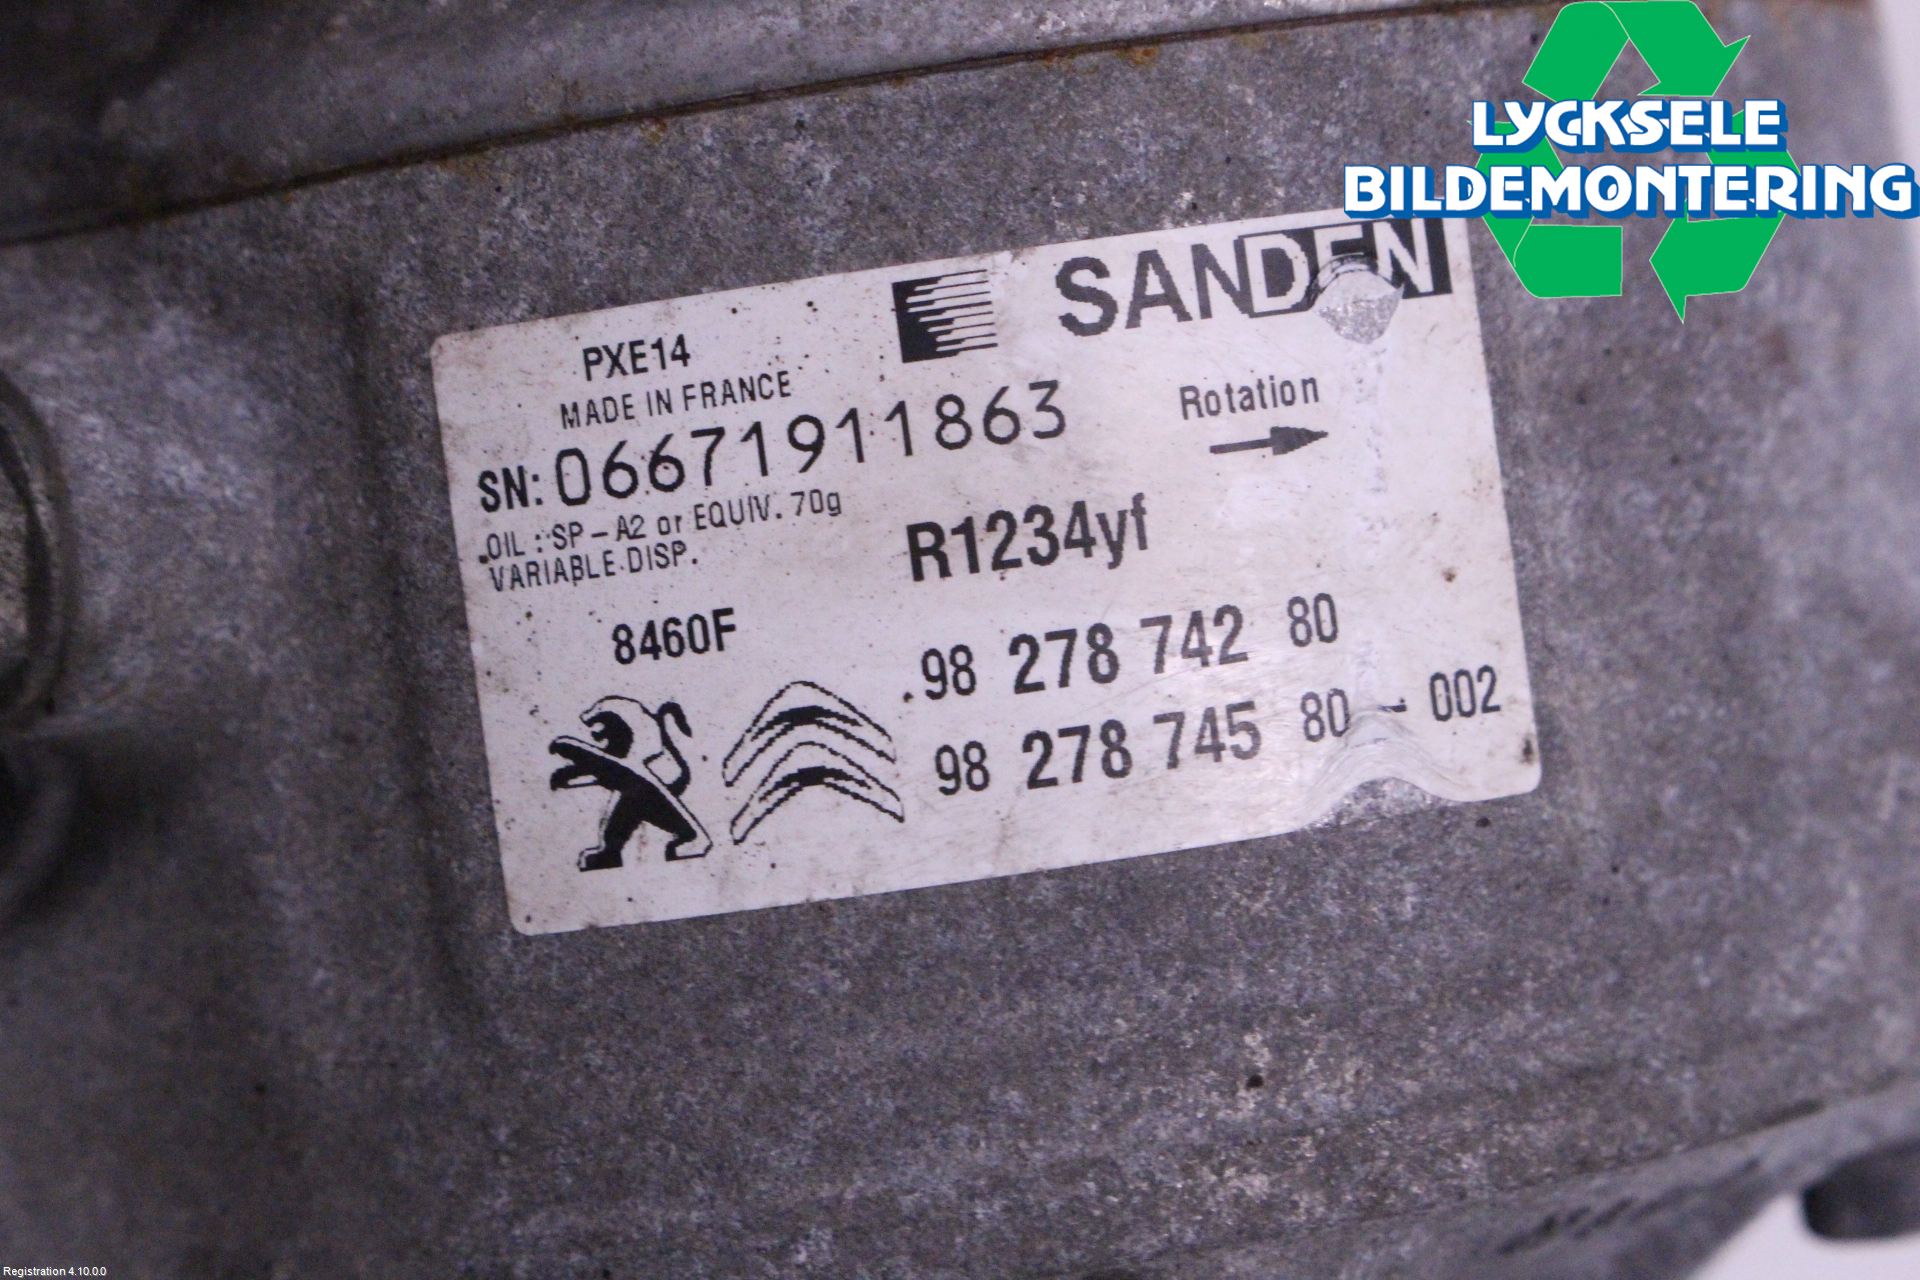 LYCKSELE
BILDEMONTERING
SANDEN
PXE14
MADE IN FRANCE
SN: 06671911863
Rotation
OIL : SP - A2 or EQUIV. 70g
VARIABLE DISP.
R1234yf
8460F
98 278 742 80
98 278 745 80 - 002
Registration 4.10.0.0